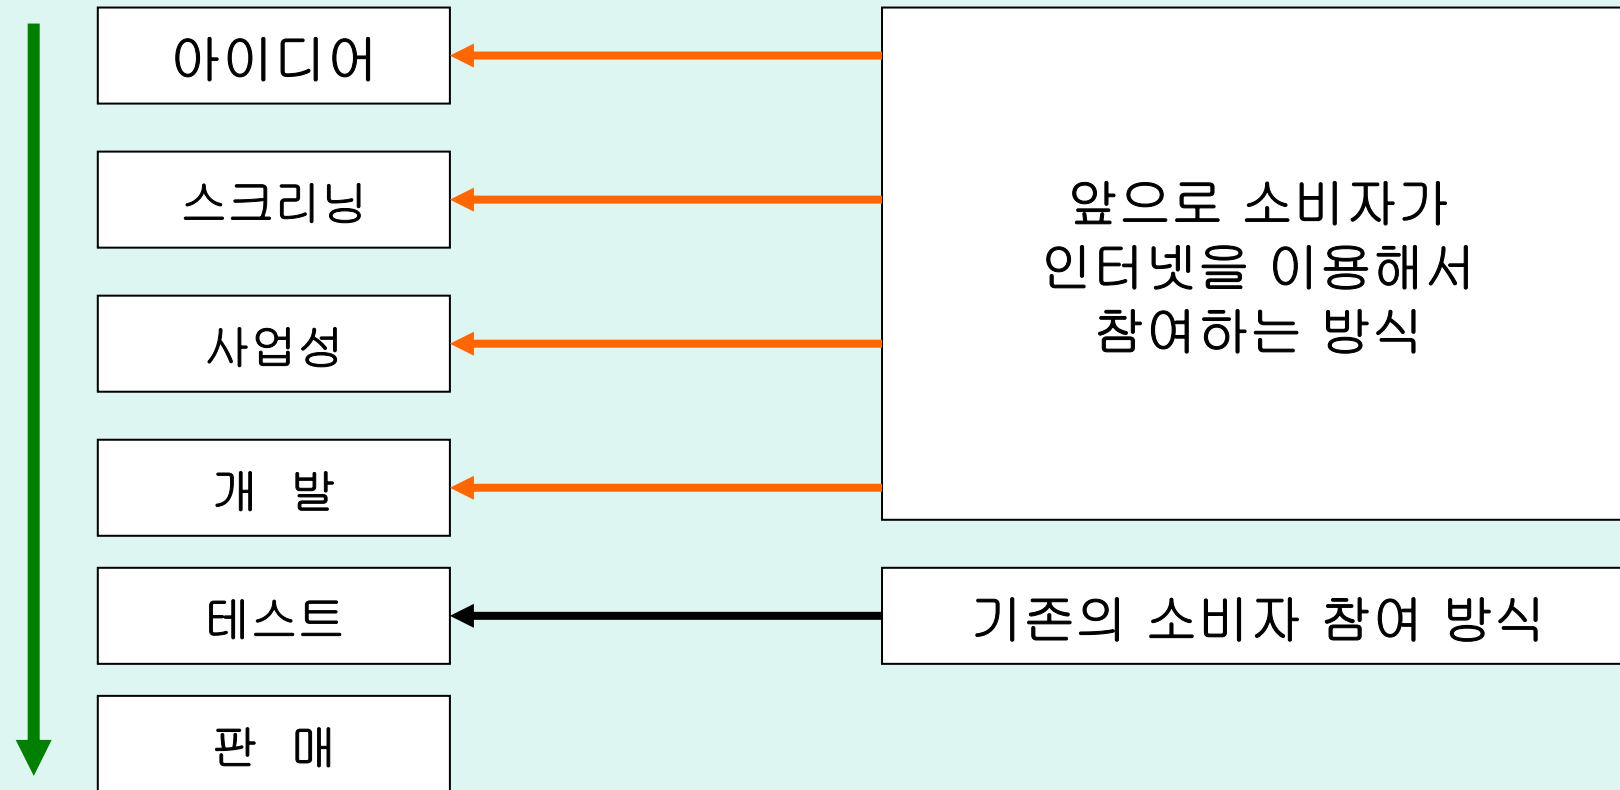 아이디어
스크리닝
사업성
개 발
테스트
판 매
앞으로 소비자가
인터넷을 이용해서
참여하는 방식
기존의 소비자 참여 방식